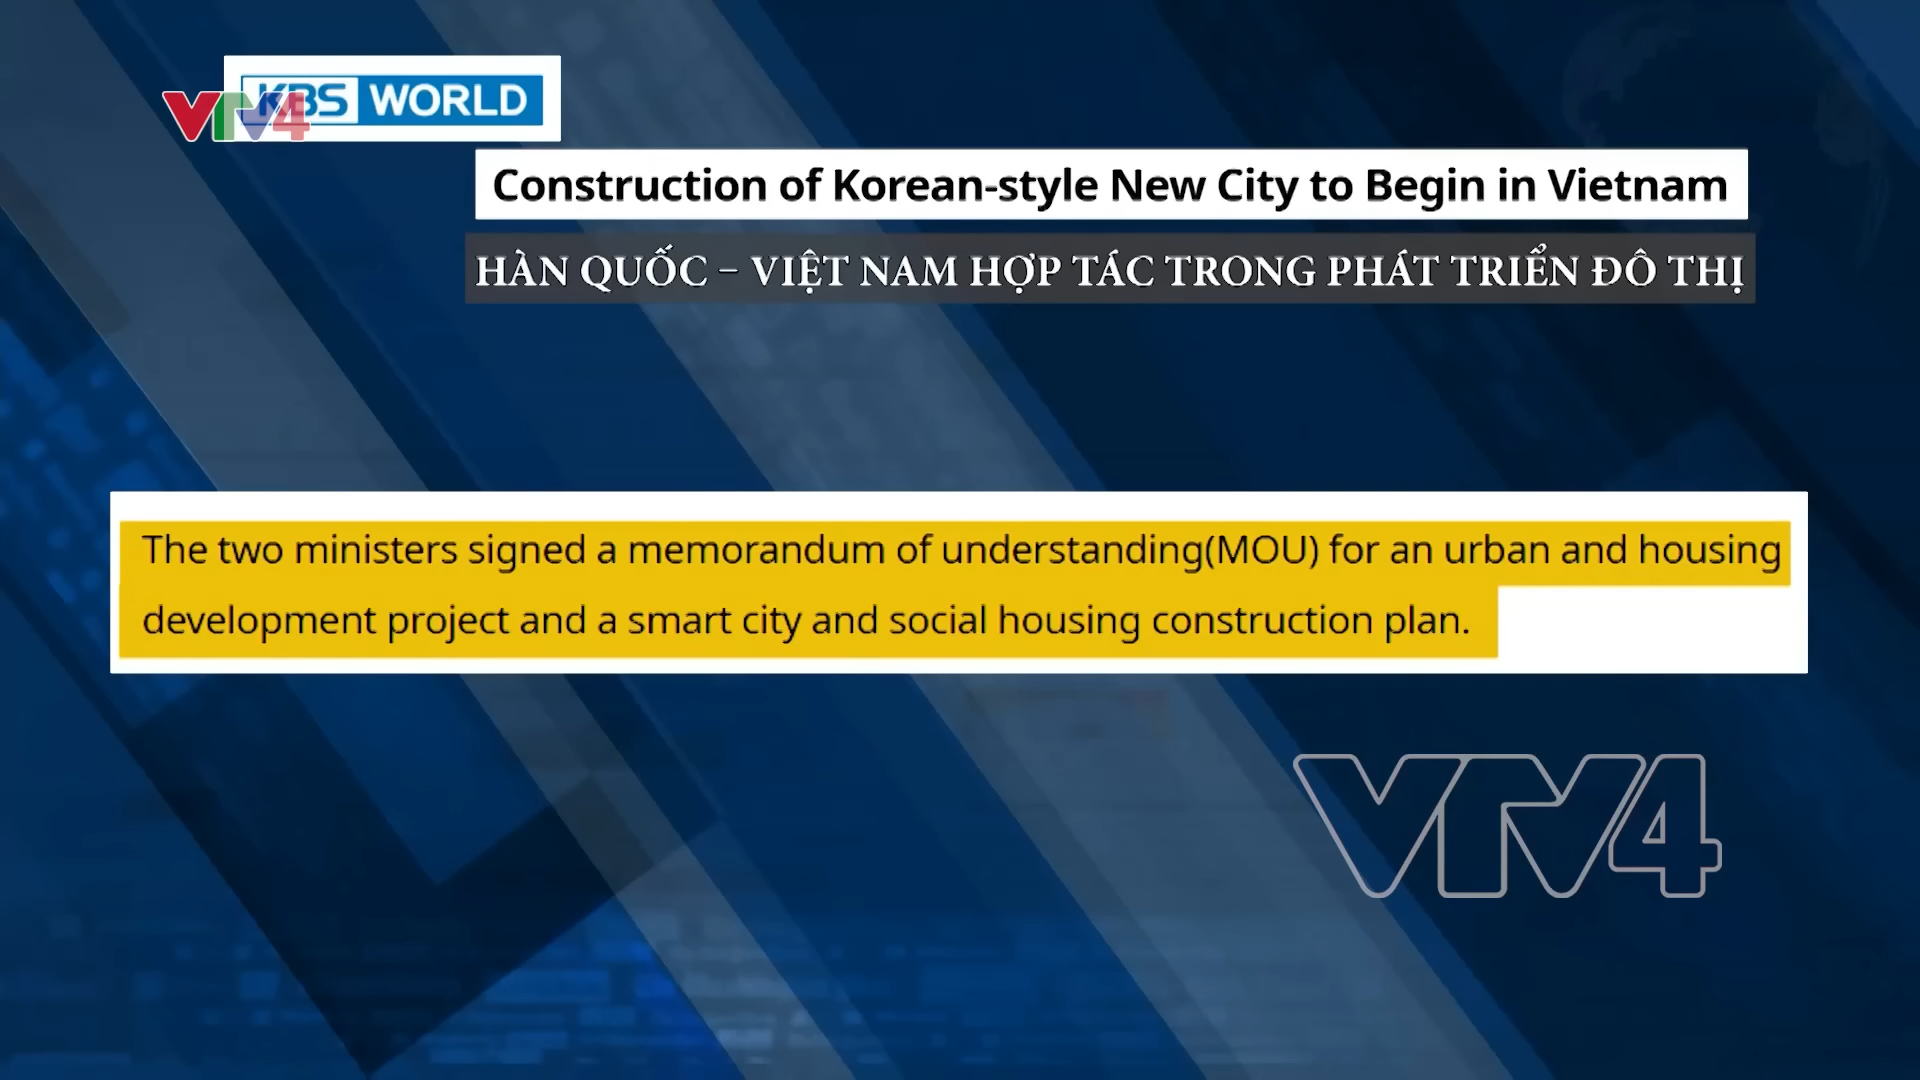 KBS WORLD
VTV4
Construction of Korean-style New City to Begin in Vietnam
HÀN QUỐC – VIỆT NAM HỢP TÁC TRONG PHÁT TRIỂN ĐÔ THỊ
The two ministers signed a memorandum of understanding(MOU) for an urban and housing
development project and a smart city and social housing construction plan.
VTV4